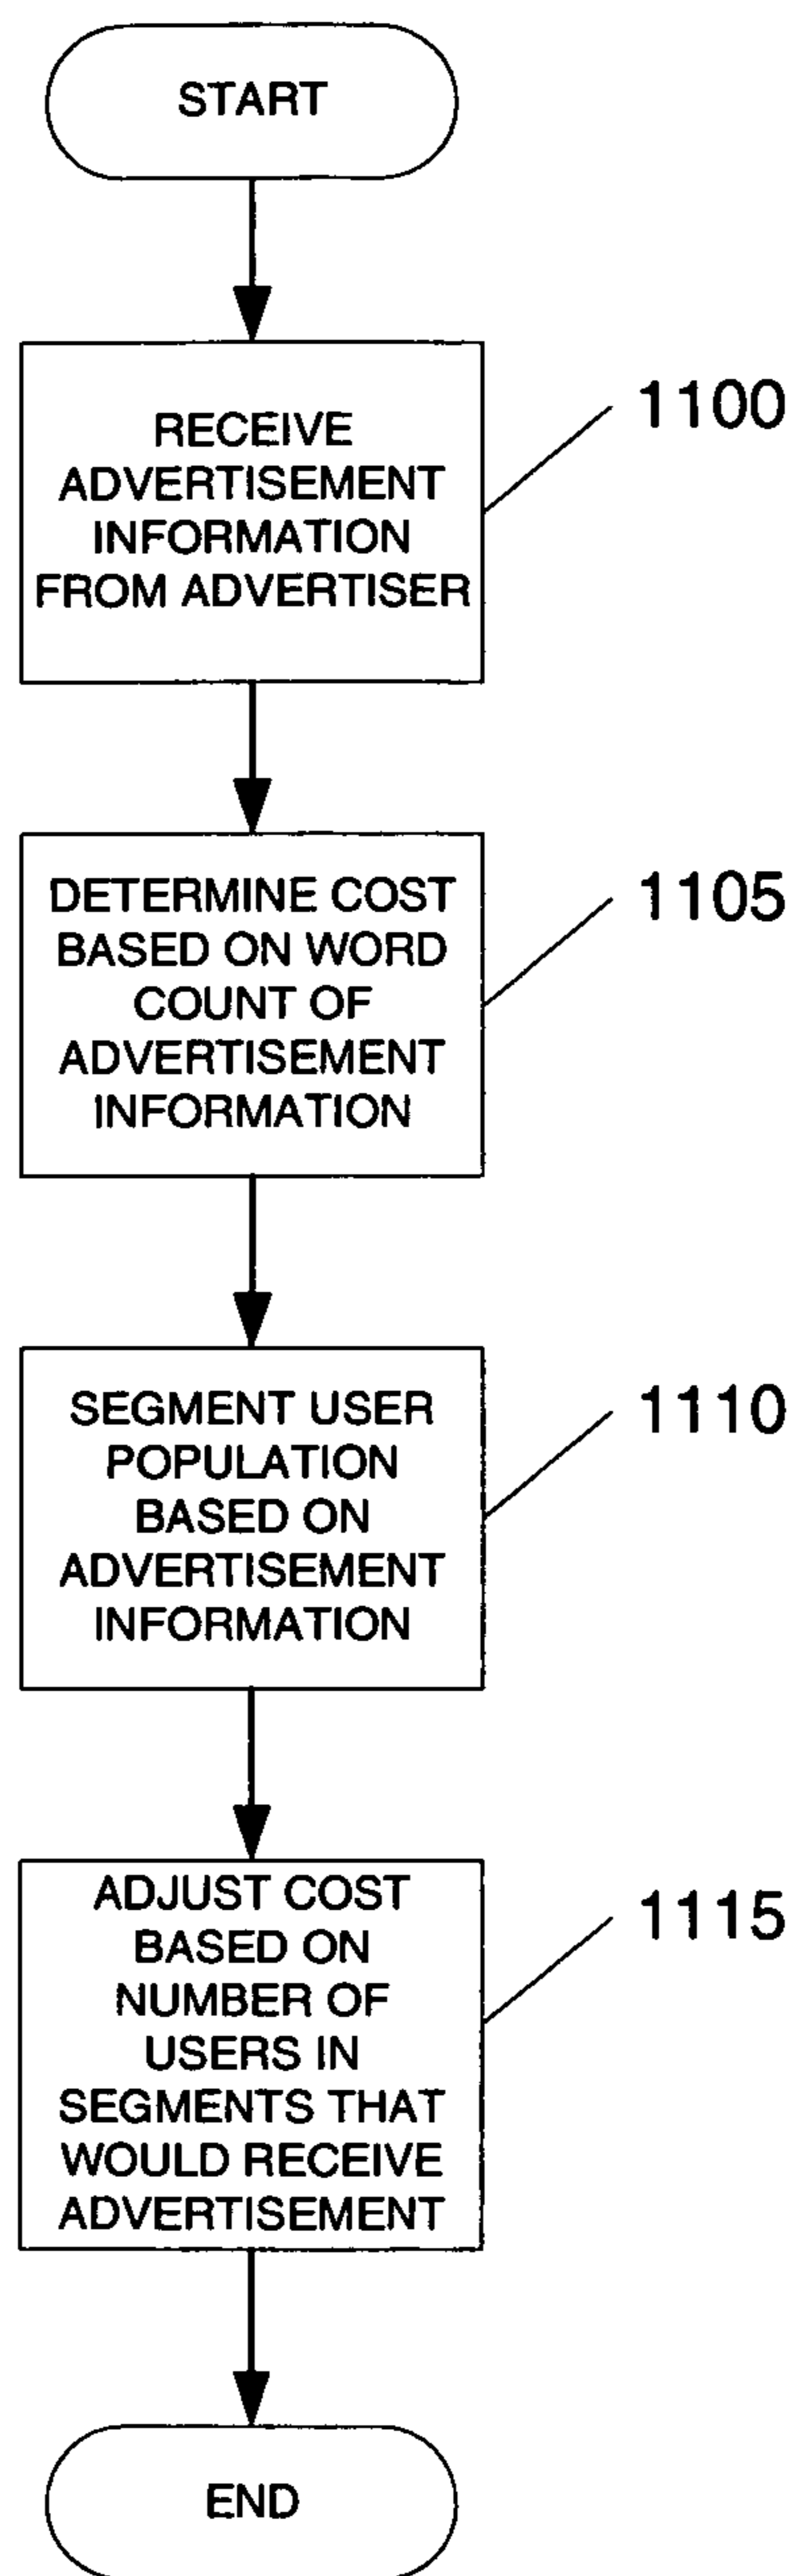 START
RECEIVE
ADVERTISEMENT
INFORMATION
FROM ADVERTISER
1100
DETERMINE COST
BASED ON WORD
COUNT OF
ADVERTISEMENT
INFORMATION
1105
SEGMENT USER
POPULATION
BASED ON
ADVERTISEMENT
INFORMATION
1110
ADJUST COST
BASED ON
NUMBER OF
USERS IN
SEGMENTS THAT
WOULD RECEIVE
ADVERTISEMENT
1115
END